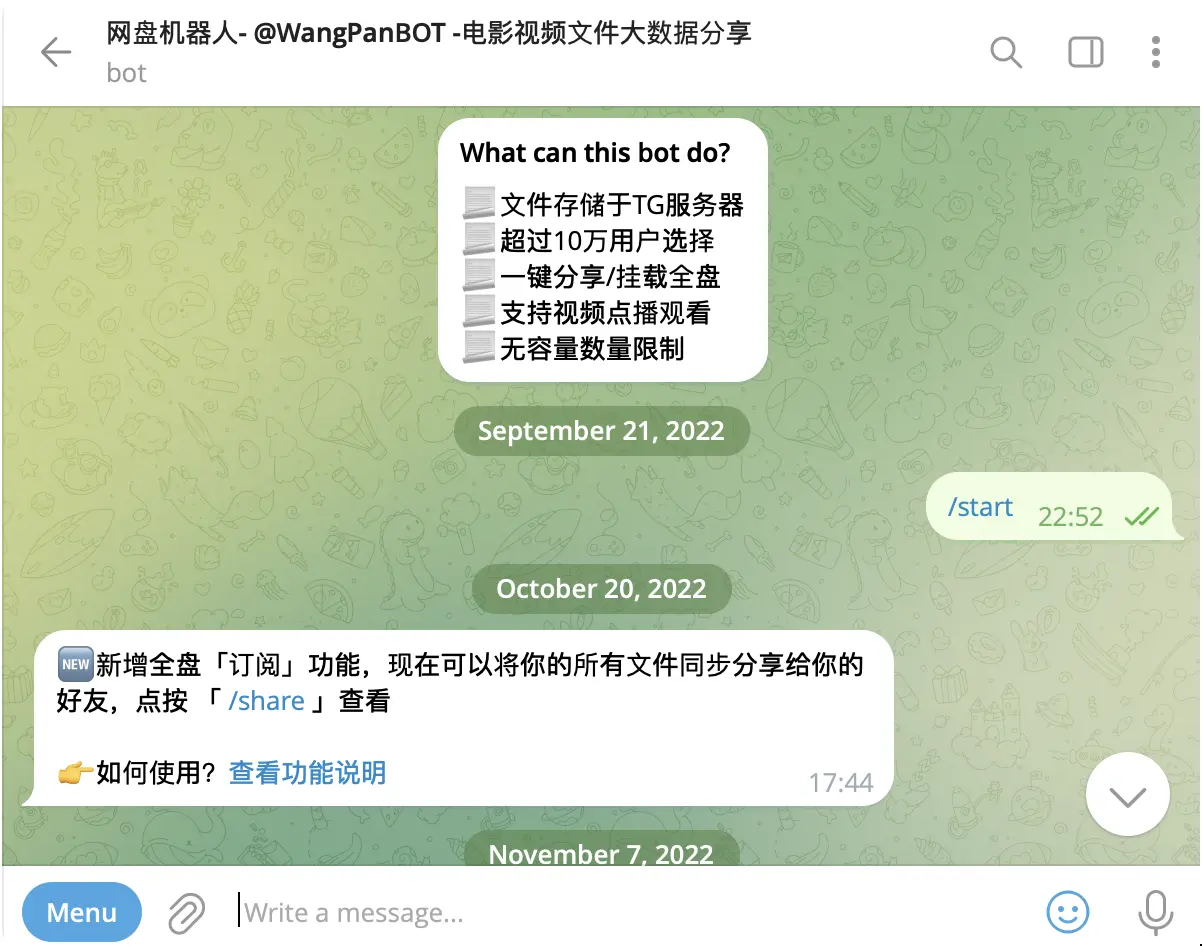 网盘机器人- @WangPanBOT -电影视频文件大数据分享
bot
What can this bot do?
文件存储于TG服务器
超过10万用户选择
一键分享/挂载全盘
支持视频点播观看
无容量数量限制
September 21, 2022
/start 22:52
October 20, 2022
NEW新增全盘「订阅」功能，现在可以将你的所有文件同步分享给你的
好友，点按 「 /share 」查看
👉如何使用？查看功能说明
17:44
November 7, 2022
Menu
Write a message...